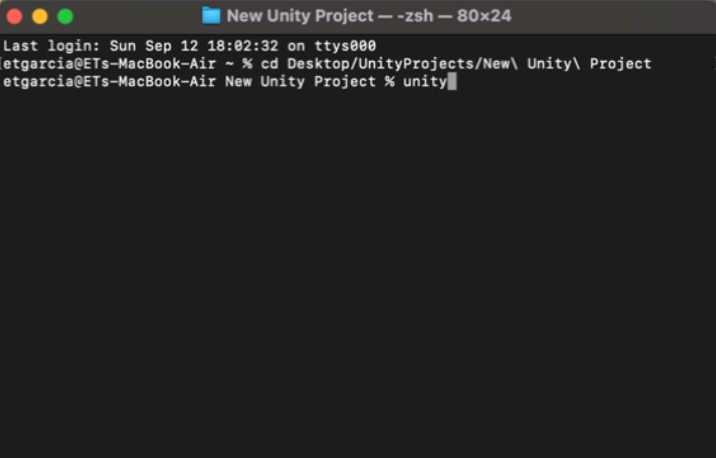 New Unity Project — -zsh — 80×24
Last login: Sun Sep 12 18:02:32 on ttys000
[etgarcia@ETs-MacBook-Air ~ % cd Desktop/UnityProjects/New\ Unity\ Project
etgarcia@ETs-MacBook-Air New Unity Project % unity